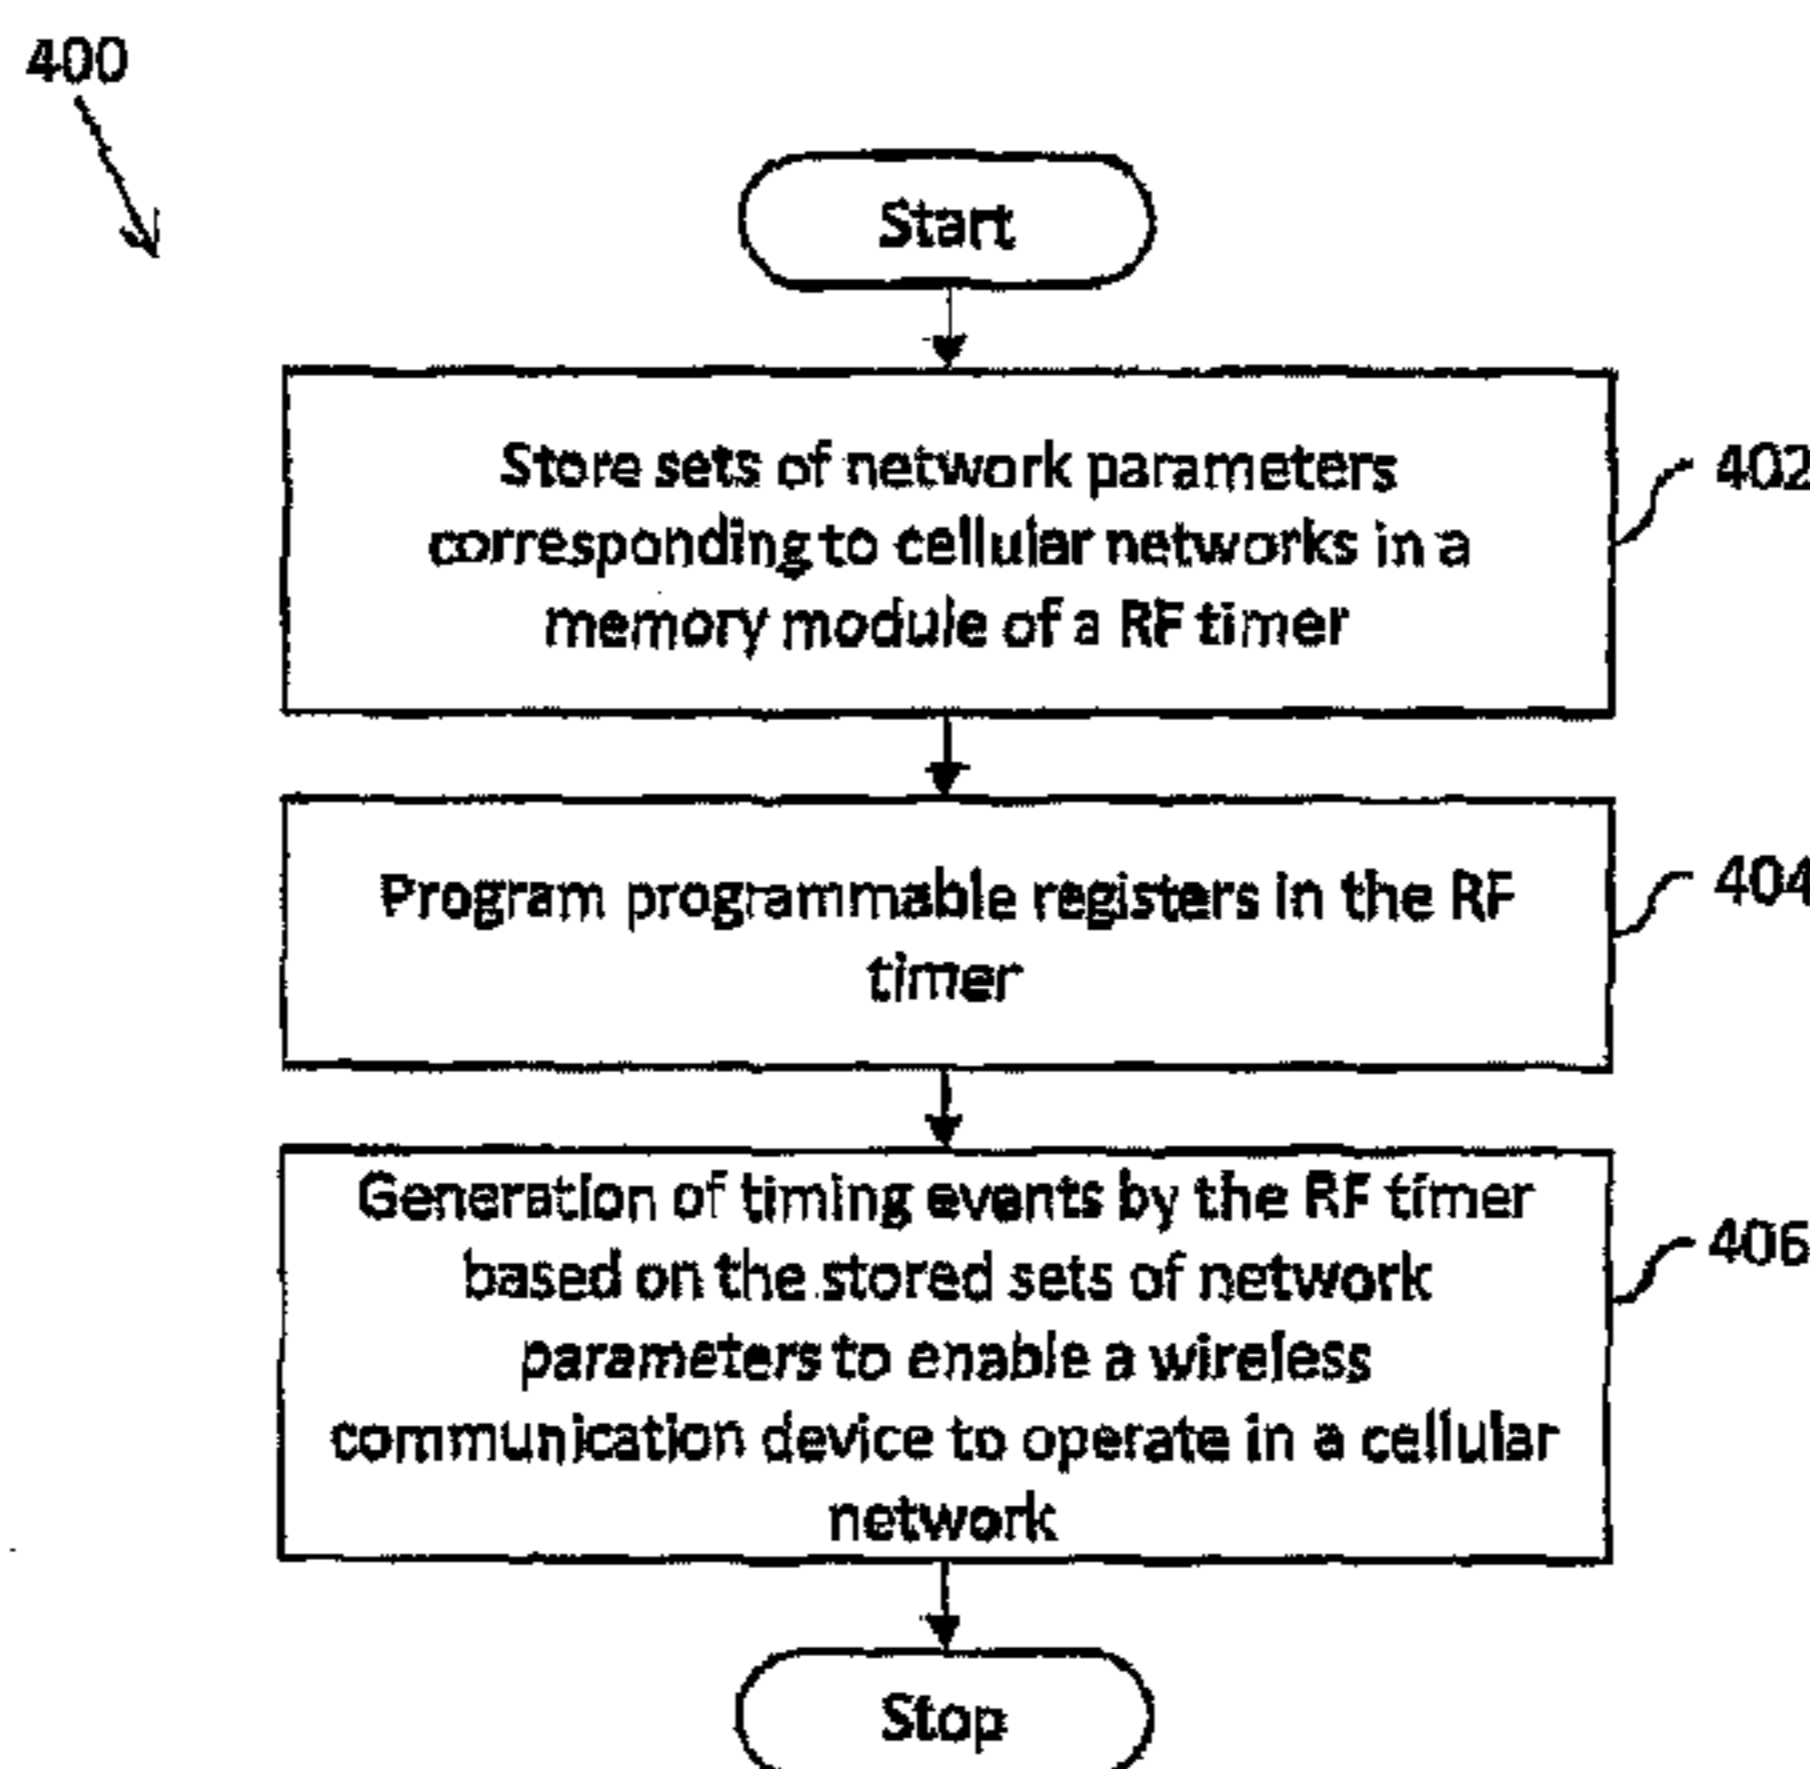 400
Start
Store sets of network parameters
corresponding to cellular networks in a
memory module of a RF timer
402
Program programmable registers in the RF
timer
404
Generation of timing events by the RF timer
based on the stored sets of network
parameters to enable a wireless
communication device to operate in a cellular
network
406
Stop